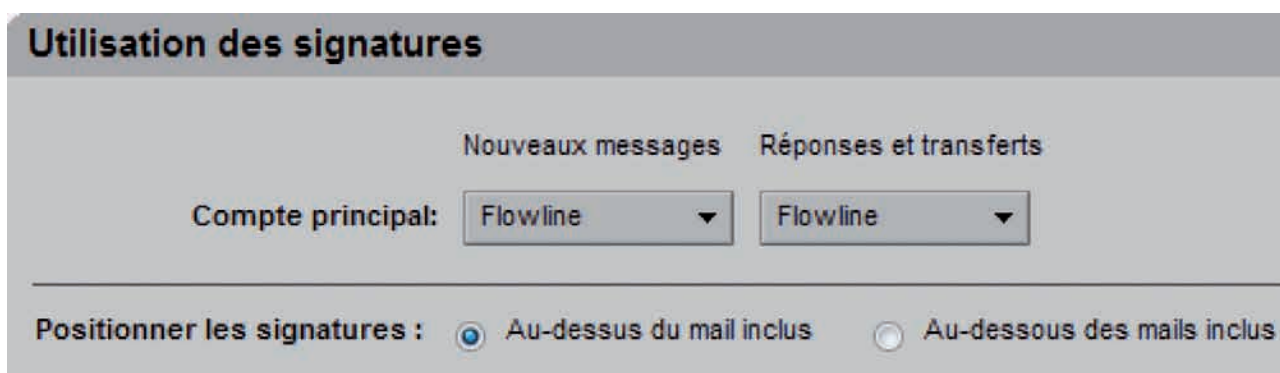 Utilisation des signatures
Nouveaux messages Réponses et transferts
Compte principal: Flowline Flowline
Positionner les signatures : Au-dessus du mail inclus Au-dessous des mails inclus